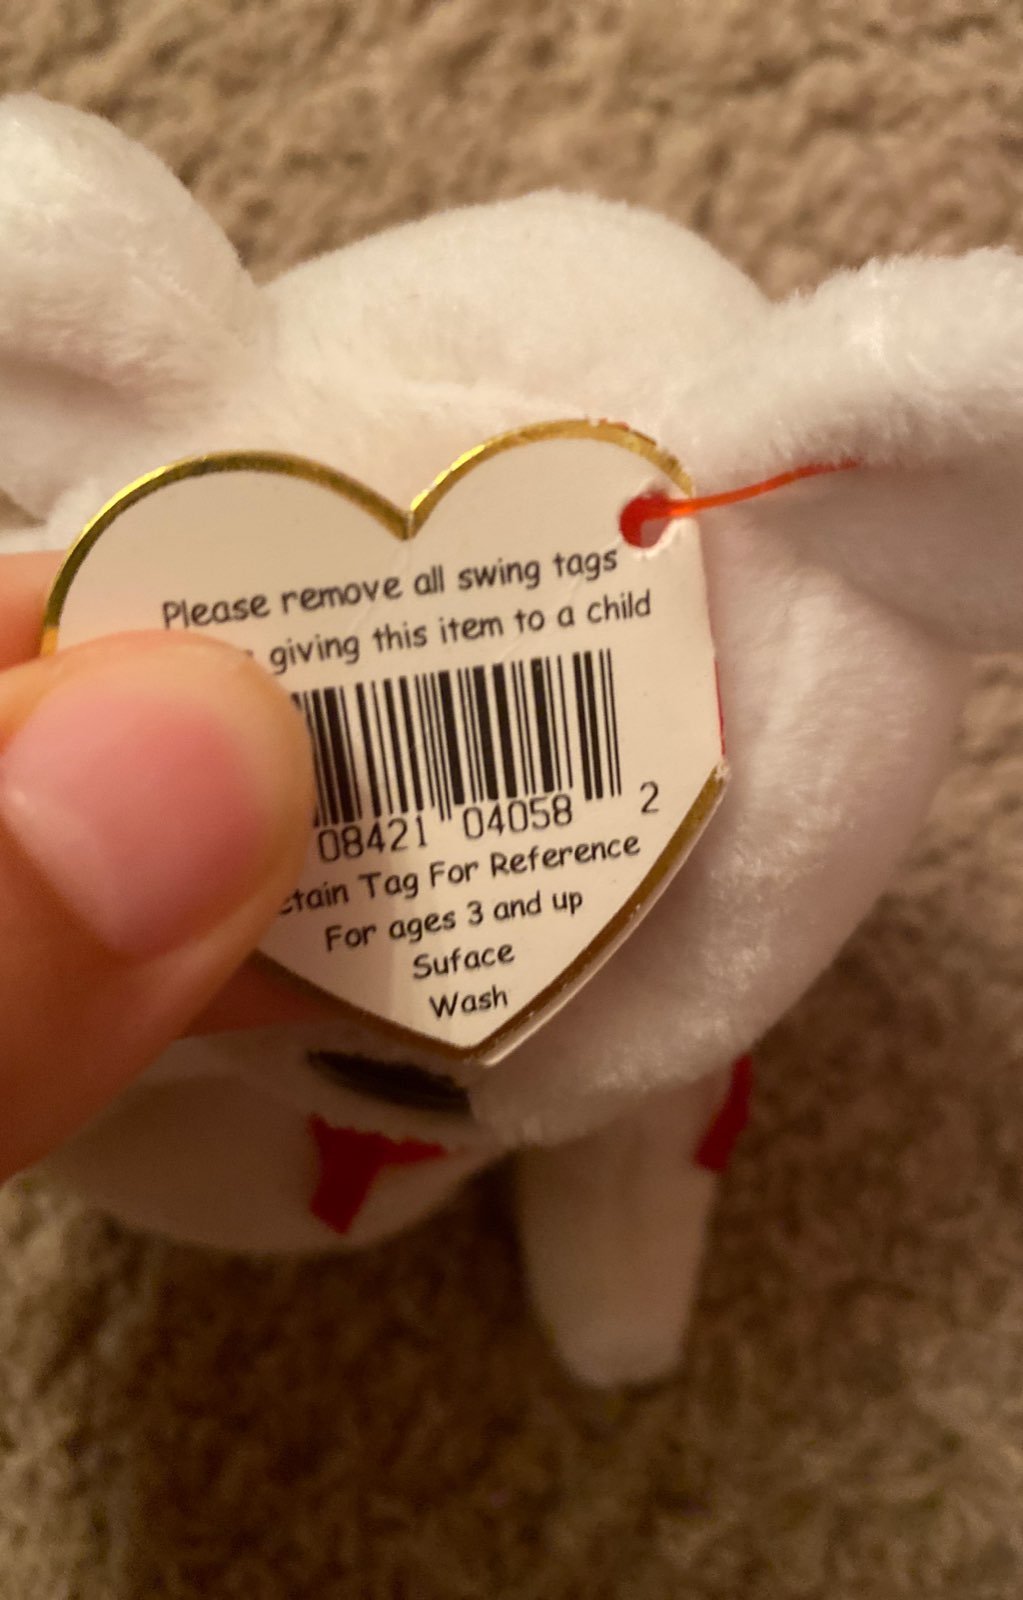 Please remove all swing tags
giving this item to a child
08421 04058 2
etain Tag For Reference
For ages 3 and up
Suface
Wash